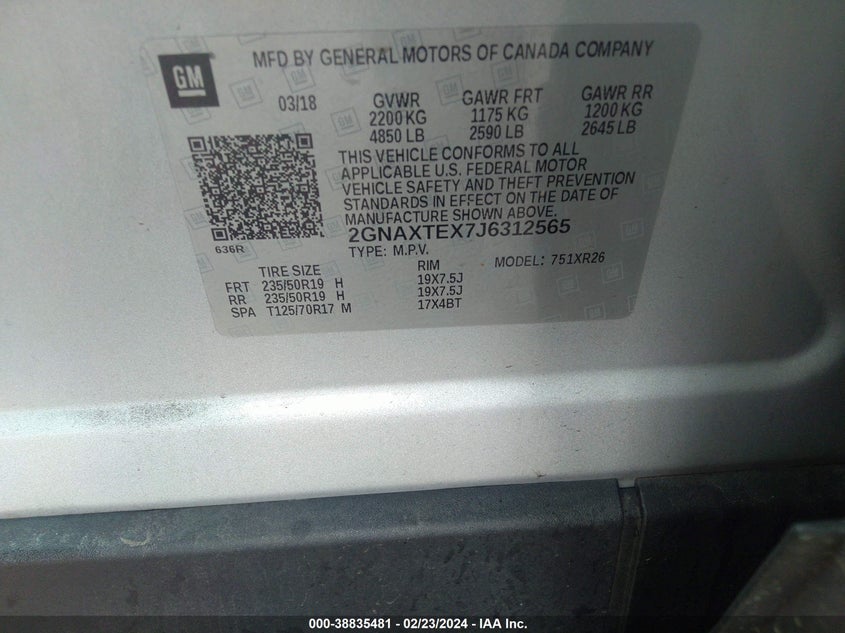 GM
MFD BY GENERAL MOTORS OF CANADA COMPANY
03/18 GVWR GAWR FRT GAWR RR
2200 KG 1175 KG 1200 KG
4850 LB 2590 LB 2645 LB
THIS VEHICLE CONFORMS TO ALL
APPLICABLE U.S. FEDERAL MOTOR
VEHICLE SAFETY AND THEFT PREVENTION
STANDARDS IN EFFECT ON THE DATE OF
MANUFACTURE SHOWN ABOVE.
2GNAXTEX7J6312565
636R
TYPE: M.P.V. MODEL: 751XR26
TIRE SIZE RIM
FRT 235/50R19 H 19X7.5J
RR 235/50R19 H 19X7.5J
SPA T125/70R17 M 17X4BT
000-38835481 - 02/23/2024 - IAA Inc.